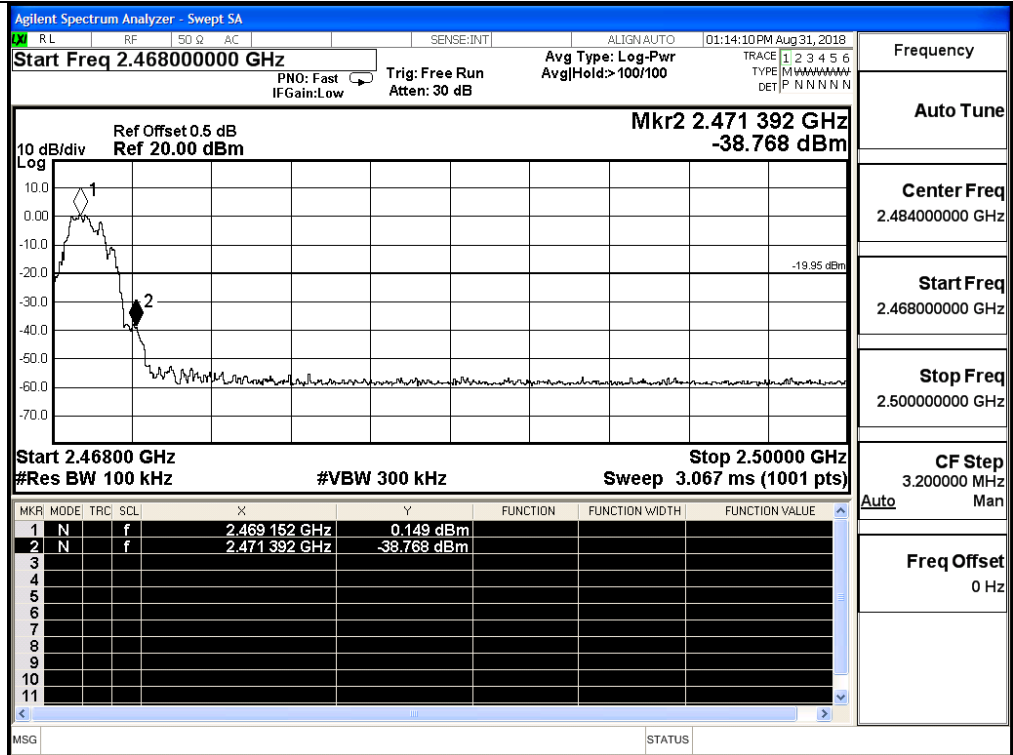 Agilent Spectrum Analyzer - Swept SA
LXI RL RF 50 Ω AC SENSE:INT ALIGN AUTO 01:14:10 PM Aug 31, 2018
Start Freq 2.468000000 GHz
PNO: Fast
IFGain:Low
Trig: Free Run
Atten: 30 dB
Avg Type: Log-Pwr
Avg|Hold:>100/100
TRACE 1 2 3 4 5 6
TYPE M WWWWW
DET P N N N N N
Mkr2 2.471 392 GHz
-38.768 dBm
Ref Offset 0.5 dB
10 dB/div Ref 20.00 dBm
Log
10.0
0.00
-10.0
-20.0
-30.0
-40.0
-50.0
-60.0
-70.0
1
2
-19.95 dBm
Start 2.46800 GHz Stop 2.50000 GHz
#Res BW 100 kHz #VBW 300 kHz Sweep 3.067 ms (1001 pts)
MKR MODE TRC SCL X Y FUNCTION FUNCTION WIDTH FUNCTION VALUE
1 N f 2.469 152 GHz 0.149 dBm
2 N f 2.471 392 GHz -38.768 dBm
3
4
5
6
7
8
9
10
11
MSG STATUS
Frequency
Auto Tune
Center Freq
2.484000000 GHz
Start Freq
2.468000000 GHz
Stop Freq
2.500000000 GHz
CF Step
3.200000 MHz
Auto Man
Freq Offset
0 Hz